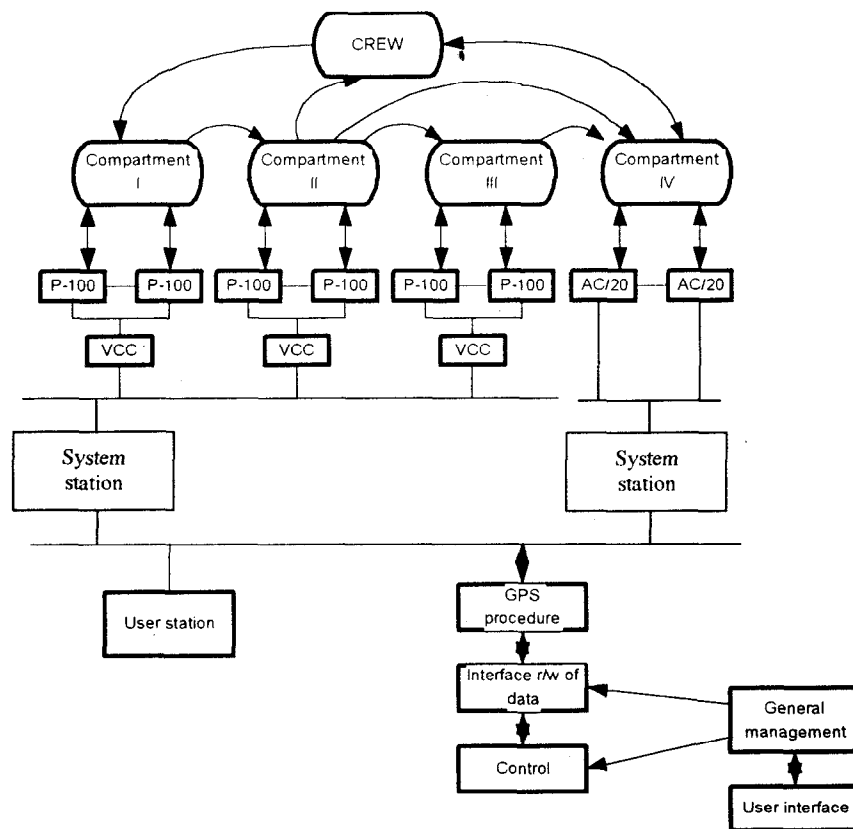 CREW
Compartment
I
Compartment
II
Compartment
III
Compartment
IV
P-100
P-100
P-100
P-100
P-100
P-100
AC/20
AC/20
VCC
VCC
VCC
System
station
System
station
User station
GPS
procedure
Interface r/w of
data
Control
General
management
User interface